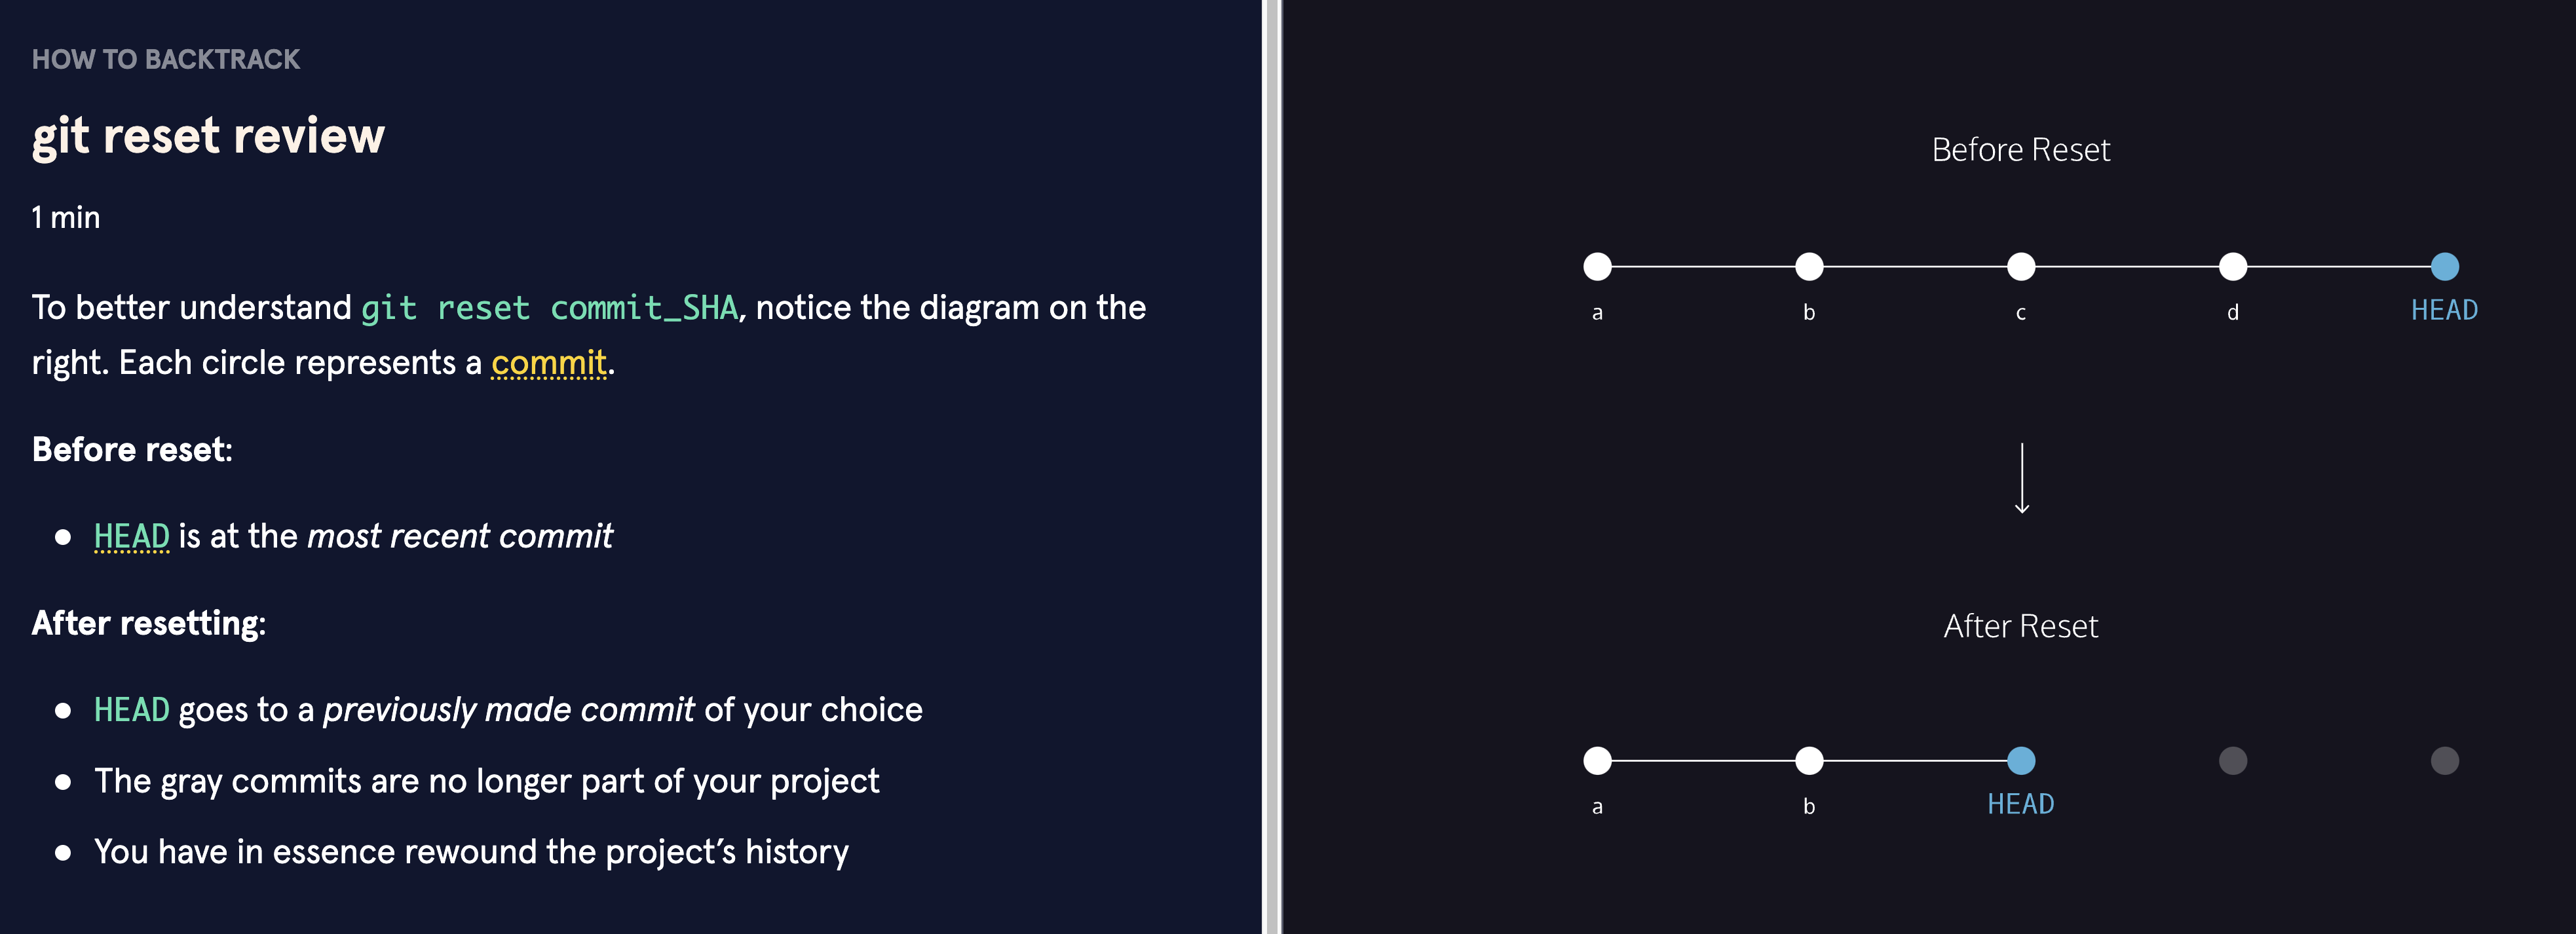 HOW TO BACKTRACK
git reset review
1 min
To better understand git reset commit_SHA, notice the diagram on the
right. Each circle represents a commit.
Before reset:
HEAD is at the most recent commit
After resetting:
HEAD goes to a previously made commit of your choice
The gray commits are no longer part of your project
You have in essence rewound the project’s history
Before Reset
a b c d HEAD
After Reset
a b HEAD